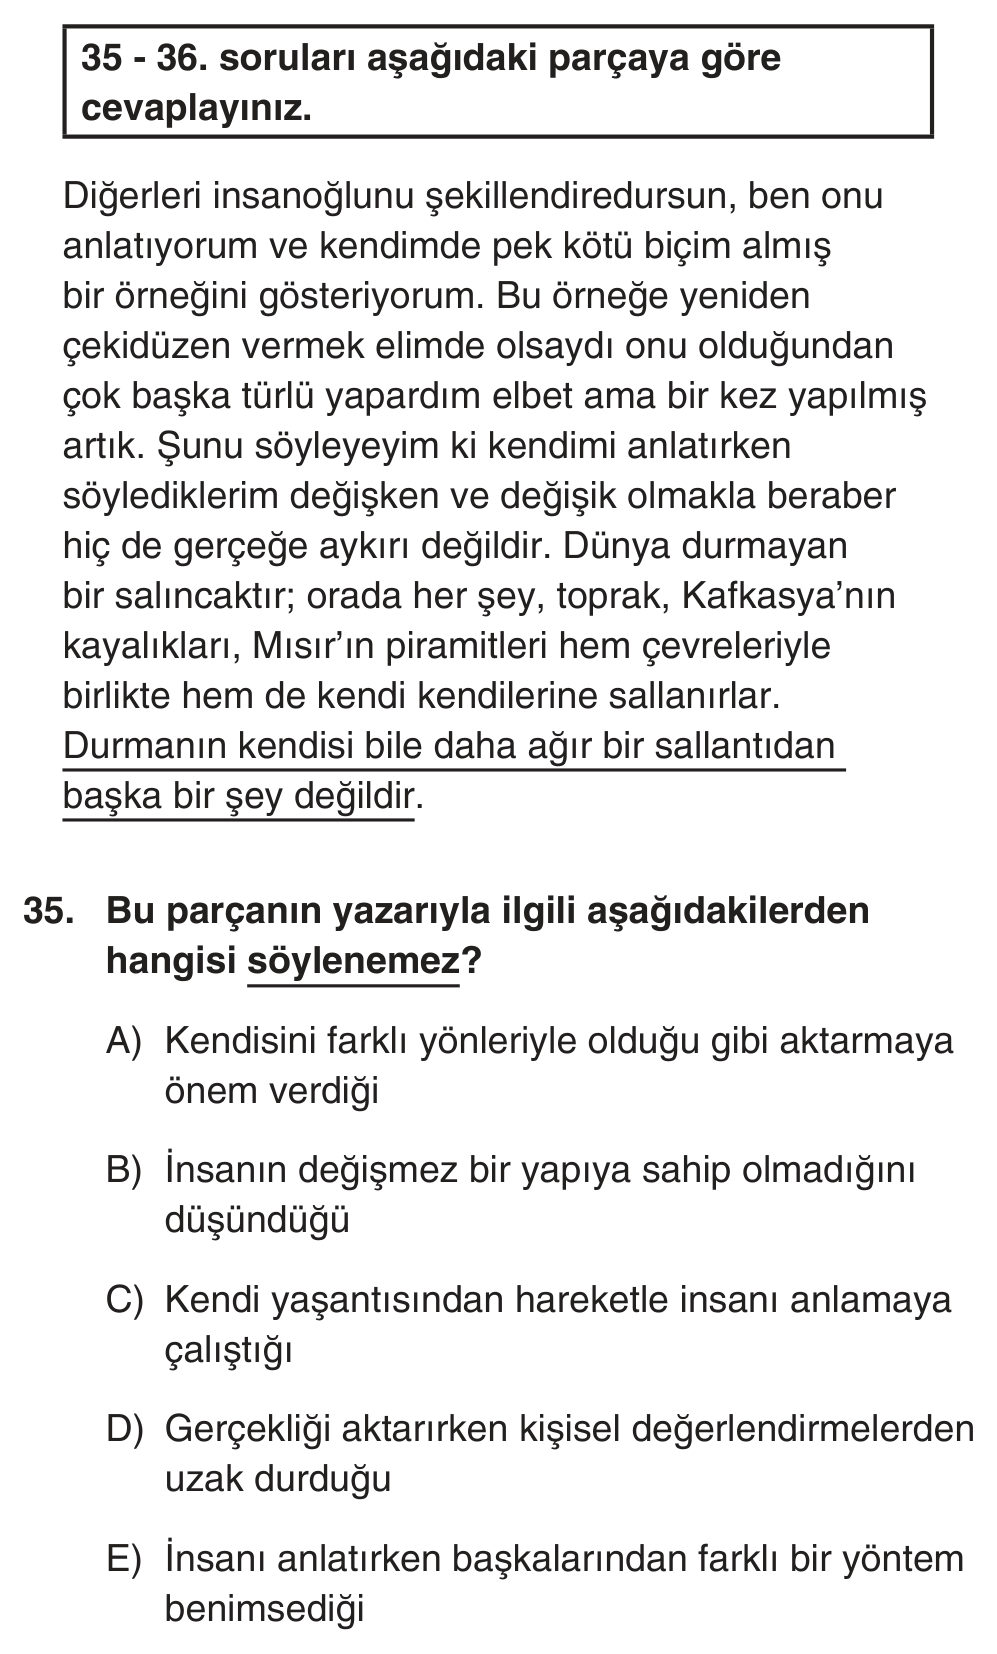 35 - 36. soruları aşağıdaki parçaya göre
cevaplayınız.
Diğerleri insanoğlunu şekillendiredursun, ben onu
anlatıyorum ve kendimde pek kötü biçim almış
bir örneğini gösteriyorum. Bu örneğe yeniden
çekidüzen vermek elimde olsaydı onu olduğundan
çok başka türlü yapardım elbet ama bir kez yapılmış
artık. Şunu söyleyeyim ki kendimi anlatırken
söylediklerim değişken ve değişik olmakla beraber
hiç de gerçeğe aykırı değildir. Dünya durmayan
bir salıncaktır; orada her şey, toprak, Kafkasya’nın
kayalıkları, Mısır’ın piramitleri hem çevreleriyle
birlikte hem de kendi kendilerine sallanırlar.
Durmanın kendisi bile daha ağır bir sallantıdan
başka bir şey değildir.
35. Bu parçanın yazarıyla ilgili aşağıdakilerden
hangisi söylenemez?
A) Kendisini farklı yönleriyle olduğu gibi aktarmaya
önem verdiği
B) İnsanın değişmez bir yapıya sahip olmadığını
düşündüğü
C) Kendi yaşantısından hareketle insanı anlamaya
çalıştığı
D) Gerçekliği aktarırken kişisel değerlendirmelerden
uzak durduğu
E) İnsanı anlatırken başkalarından farklı bir yöntem
benimsediği